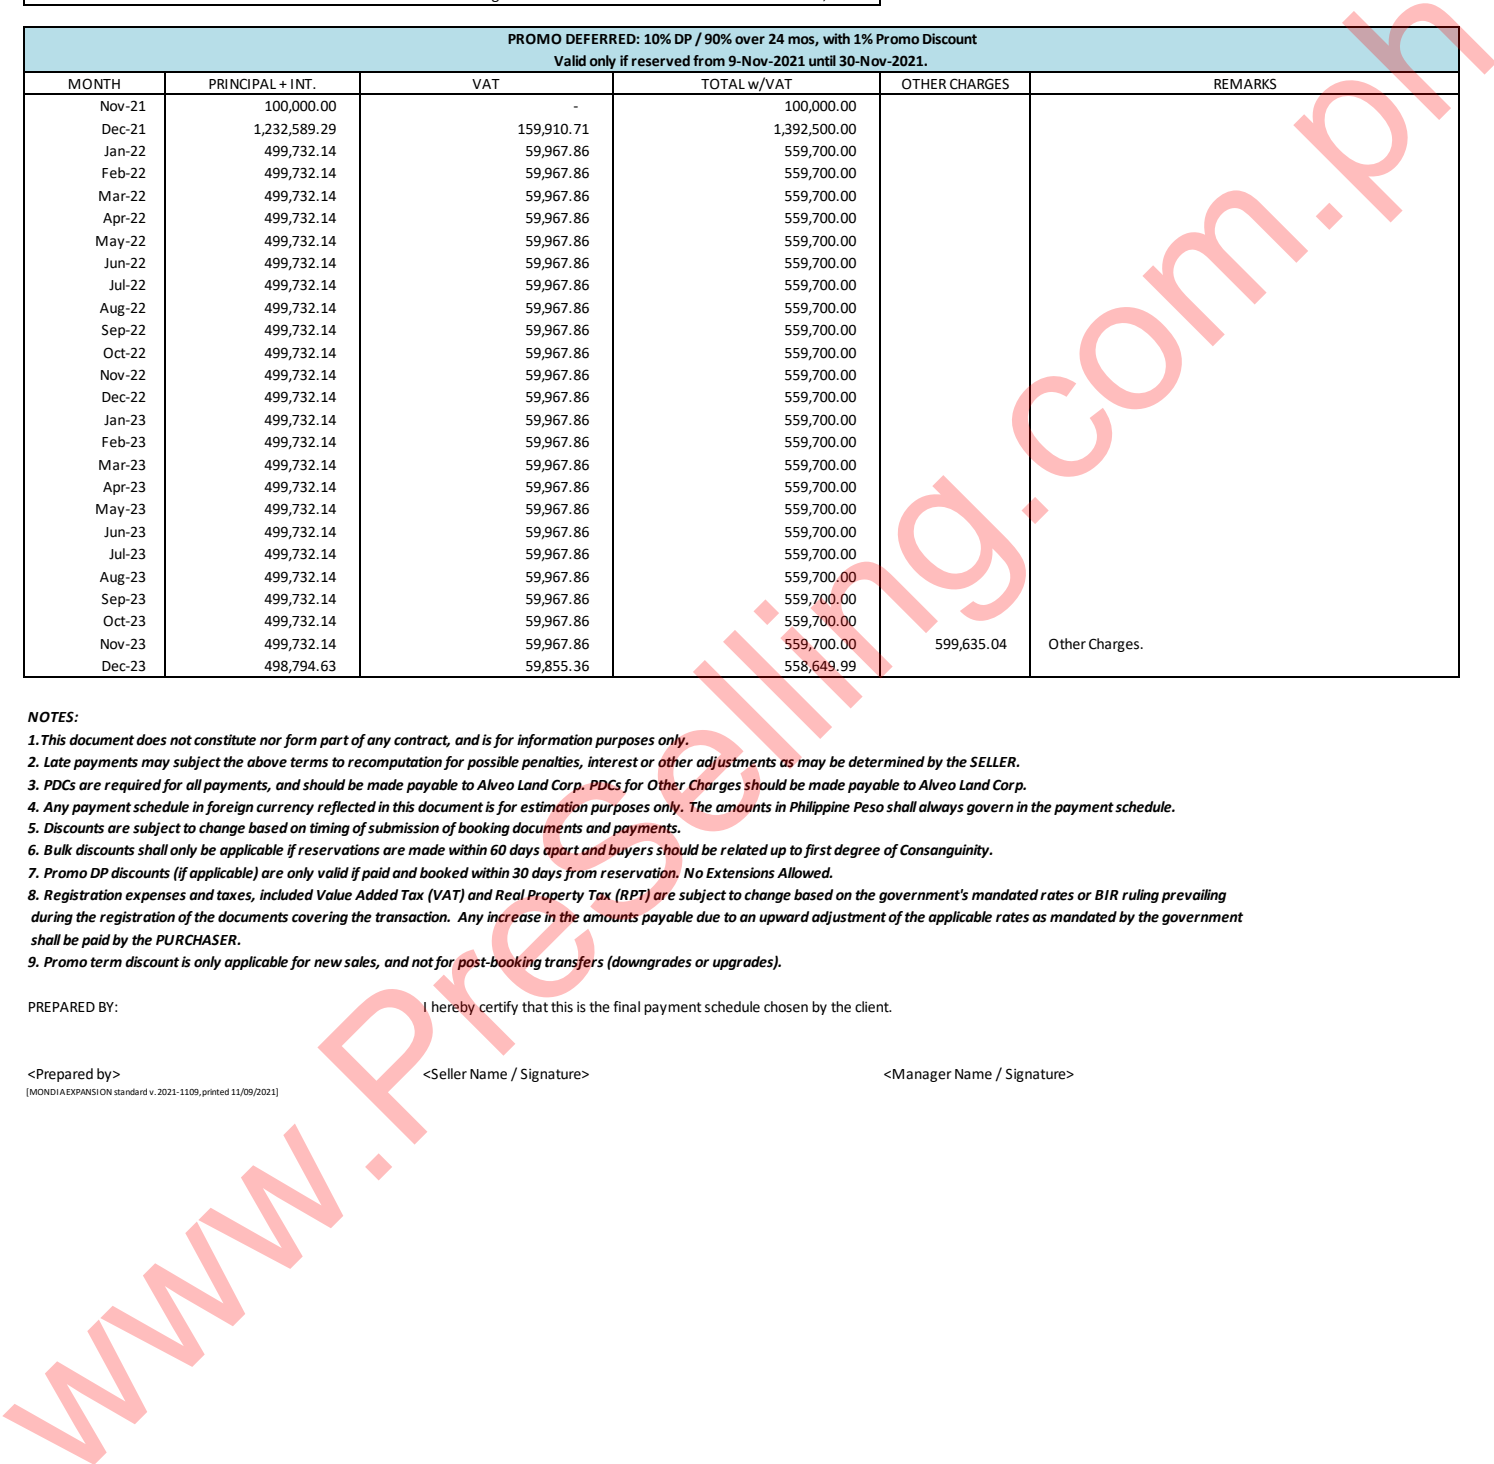 PROMO DEFERRED: 10% DP / 90% over 24 mos, with 1% Promo Discount
Valid only if reserved from 9-Nov-2021 until 30-Nov-2021.
MONTH PRINCIPAL + INT. VAT TOTAL w/VAT OTHER CHARGES REMARKS
Nov-21 100,000.00 - 100,000.00
Dec-21 1,232,589.29 159,910.71 1,392,500.00
Jan-22 499,732.14 59,967.86 559,700.00
Feb-22 499,732.14 59,967.86 559,700.00
Mar-22 499,732.14 59,967.86 559,700.00
Apr-22 499,732.14 59,967.86 559,700.00
May-22 499,732.14 59,967.86 559,700.00
Jun-22 499,732.14 59,967.86 559,700.00
Jul-22 499,732.14 59,967.86 559,700.00
Aug-22 499,732.14 59,967.86 559,700.00
Sep-22 499,732.14 59,967.86 559,700.00
Oct-22 499,732.14 59,967.86 559,700.00
Nov-22 499,732.14 59,967.86 559,700.00
Dec-22 499,732.14 59,967.86 559,700.00
Jan-23 499,732.14 59,967.86 559,700.00
Feb-23 499,732.14 59,967.86 559,700.00
Mar-23 499,732.14 59,967.86 559,700.00
Apr-23 499,732.14 59,967.86 559,700.00
May-23 499,732.14 59,967.86 559,700.00
Jun-23 499,732.14 59,967.86 559,700.00
Jul-23 499,732.14 59,967.86 559,700.00
Aug-23 499,732.14 59,967.86 559,700.00
Sep-23 499,732.14 59,967.86 559,700.00
Oct-23 499,732.14 59,967.86 559,700.00
Nov-23 499,732.14 59,967.86 559,700.00 599,635.04 Other Charges.
Dec-23 498,794.63 59,855.36 558,649.99
NOTES:
1.This document does not constitute nor form part of any contract, and is for information purposes only.
2. Late payments may subject the above terms to recomputation for possible penalties, interest or other adjustments as may be determined by the SELLER.
3. PDCs are required for all payments, and should be made payable to Alveo Land Corp. PDCs for Other Charges should be made payable to Alveo Land Corp.
4. Any payment schedule in foreign currency reflected in this document is for estimation purposes only. The amounts in Philippine Peso shall always govern in the payment schedule.
5. Discounts are subject to change based on timing of submission of booking documents and payments.
6. Bulk discounts shall only be applicable if reservations are made within 60 days apart and buyers should be related up to first degree of Consanguinity.
7. Promo DP discounts (if applicable) are only valid if paid and booked within 30 days from reservation. No Extensions Allowed.
8. Registration expenses and taxes, included Value Added Tax (VAT) and Real Property Tax (RPT) are subject to change based on the government's mandated rates or BIR ruling prevailing
during the registration of the documents covering the transaction. Any increase in the amounts payable due to an upward adjustment of the applicable rates as mandated by the government
shall be paid by the PURCHASER.
9. Promo term discount is only applicable for new sales, and not for post-booking transfers (downgrades or upgrades).
PREPARED BY: I hereby certify that this is the final payment schedule chosen by the client.
<Prepared by> <Seller Name / Signature> <Manager Name / Signature>
[MONDIAEXPANSION standard v. 2021-1109, printed 11/09/2021]
www.PreSelling.com.ph